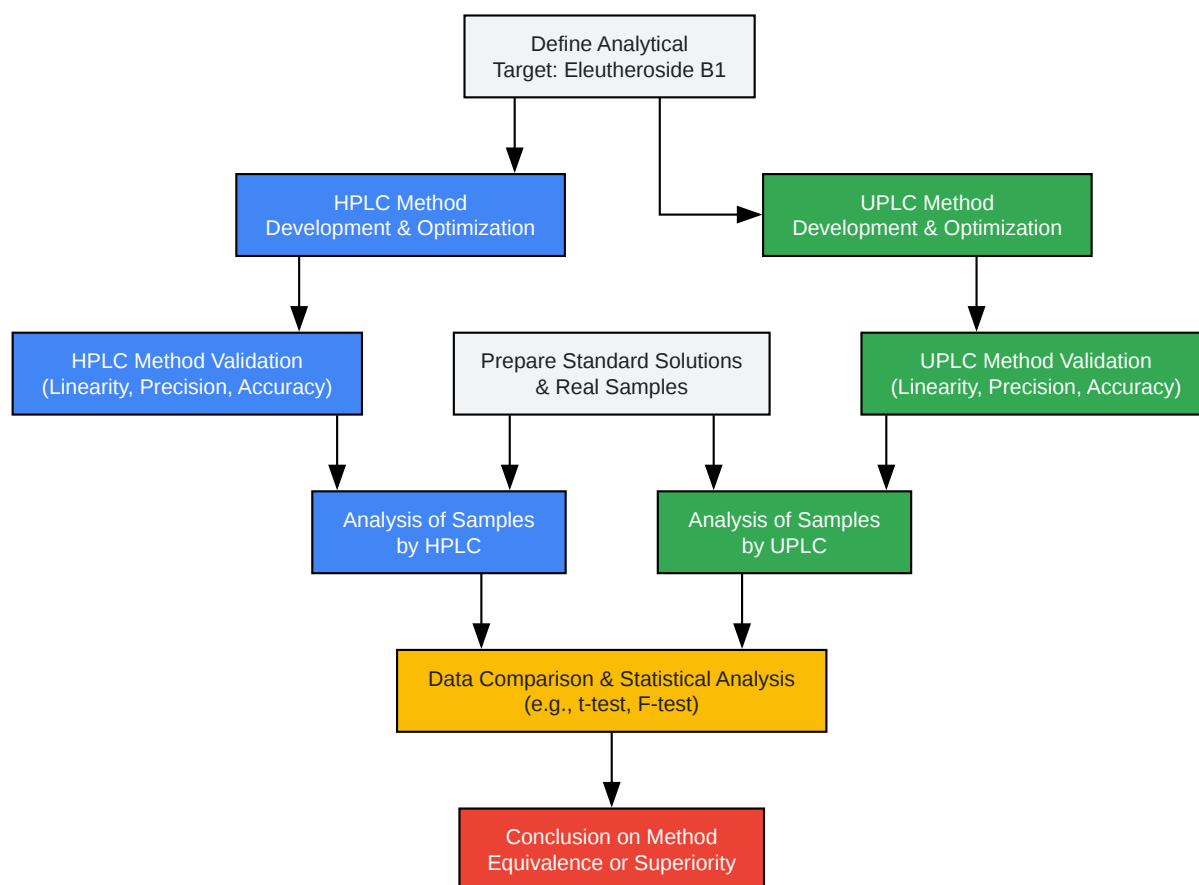 Define Analytical
Target: Eleutheroside B1
HPLC Method
Development & Optimization
UPLC Method
Development & Optimization
HPLC Method Validation
(Linearity, Precision, Accuracy)
Prepare Standard Solutions
& Real Samples
UPLC Method Validation
(Linearity, Precision, Accuracy)
Analysis of Samples
by HPLC
Analysis of Samples
by UPLC
Data Comparison & Statistical Analysis
(e.g., t-test, F-test)
Conclusion on Method
Equivalence or Superiority